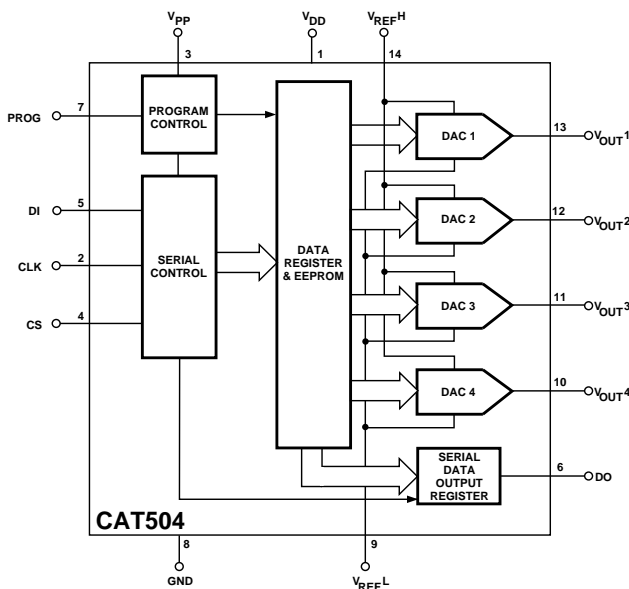 VPP
VDD
VREFH
3
1
14
PROG
7
PROGRAM
CONTROL
DAC 1
13
VOUT1
DI
5
DAC 2
12
VOUT2
CLK
2
SERIAL
CONTROL
DATA
REGISTER
& EEPROM
CS
4
DAC 3
11
VOUT3
DAC 4
10
VOUT4
SERIAL
DATA
OUTPUT
REGISTER
6
DO
CAT504
8
9
GND
VREFL